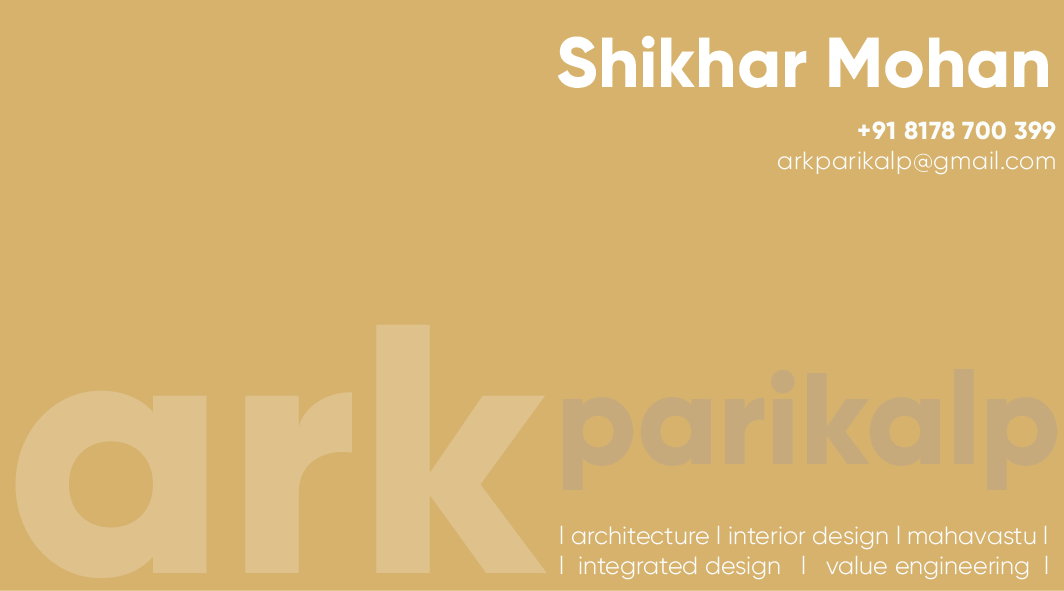 Shikhar Mohan
+91 8178 700 399
arkparikalp@gmail.com
ark parikalp
| architecture | interior design | mahavastu |
| integrated design | value engineering |